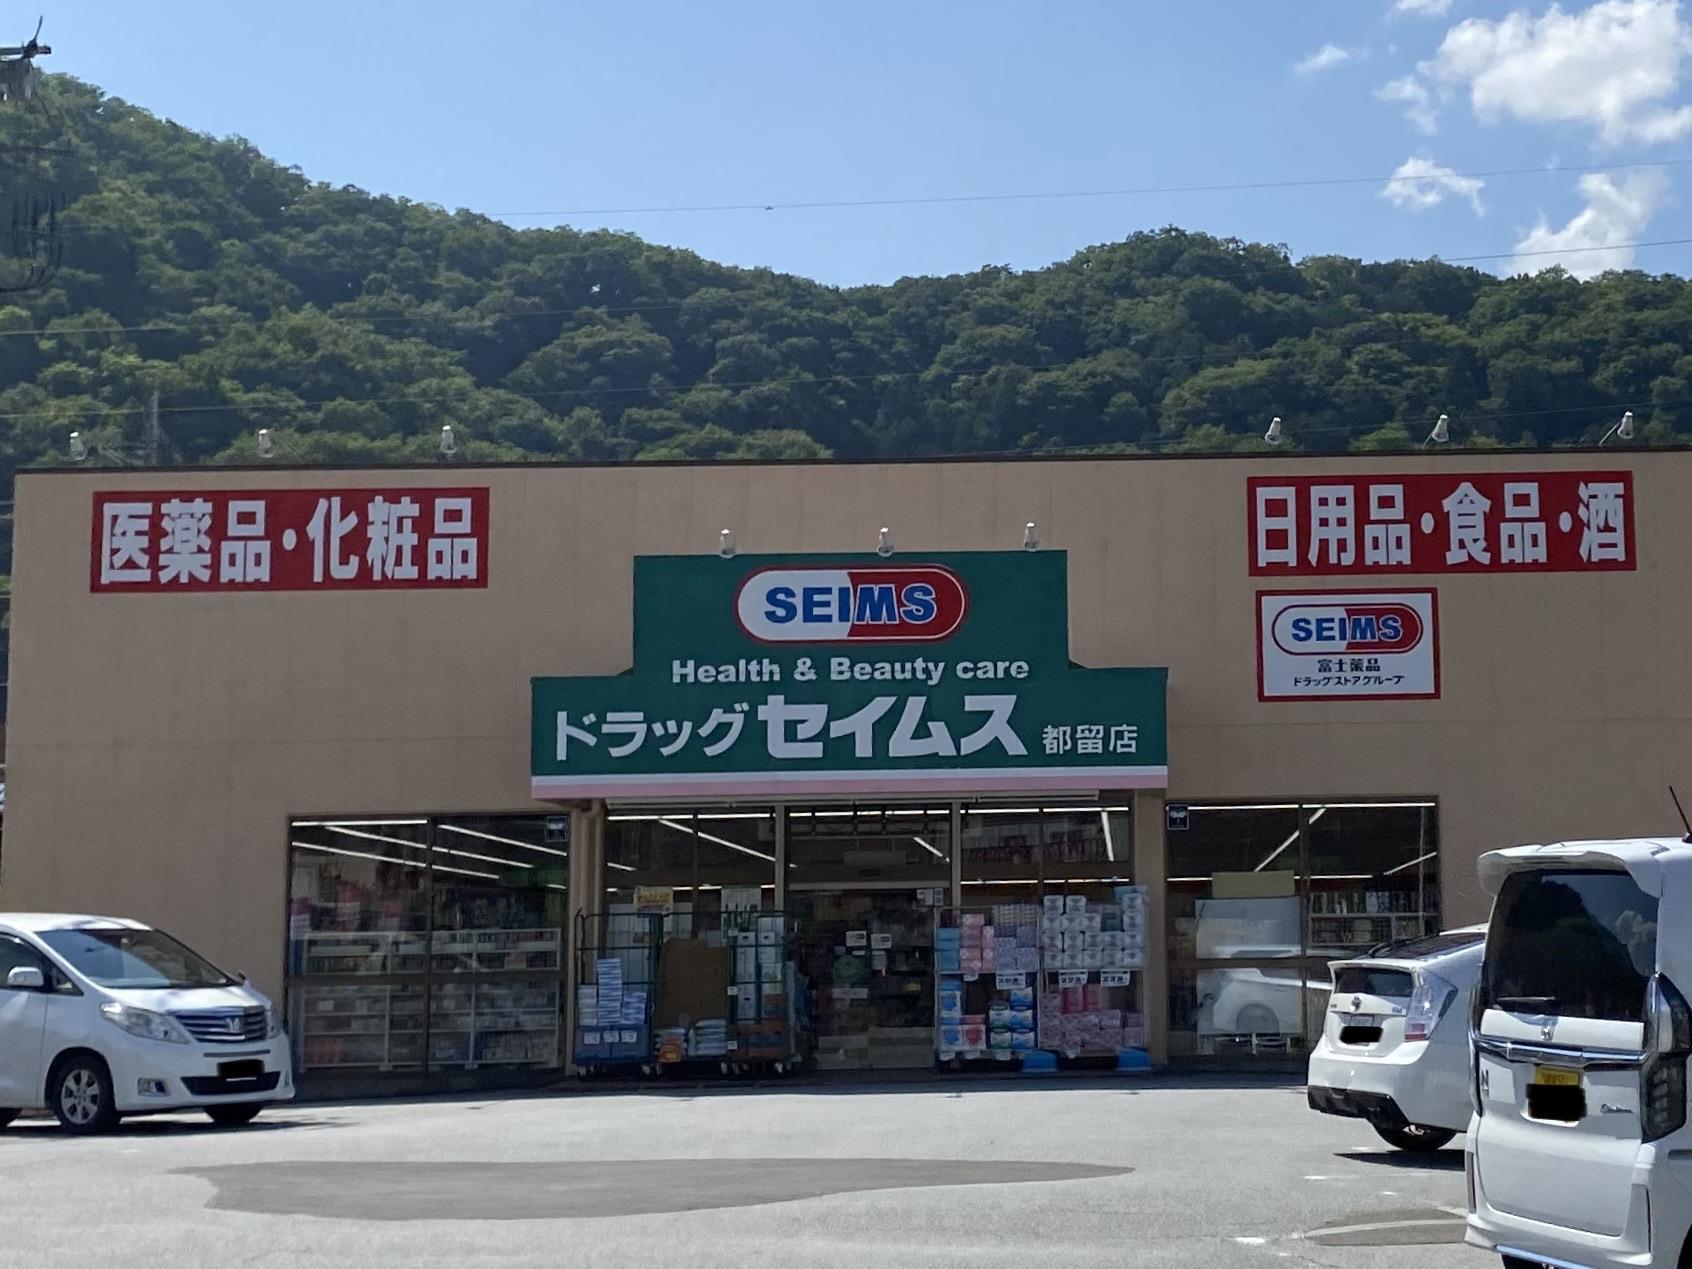 医薬品・化粧品
日用品・食品・酒
SEIMS
Health & Beauty care
ドラッグセイムス 都留店
SEIMS
富士薬品
ドラッグストアグループ